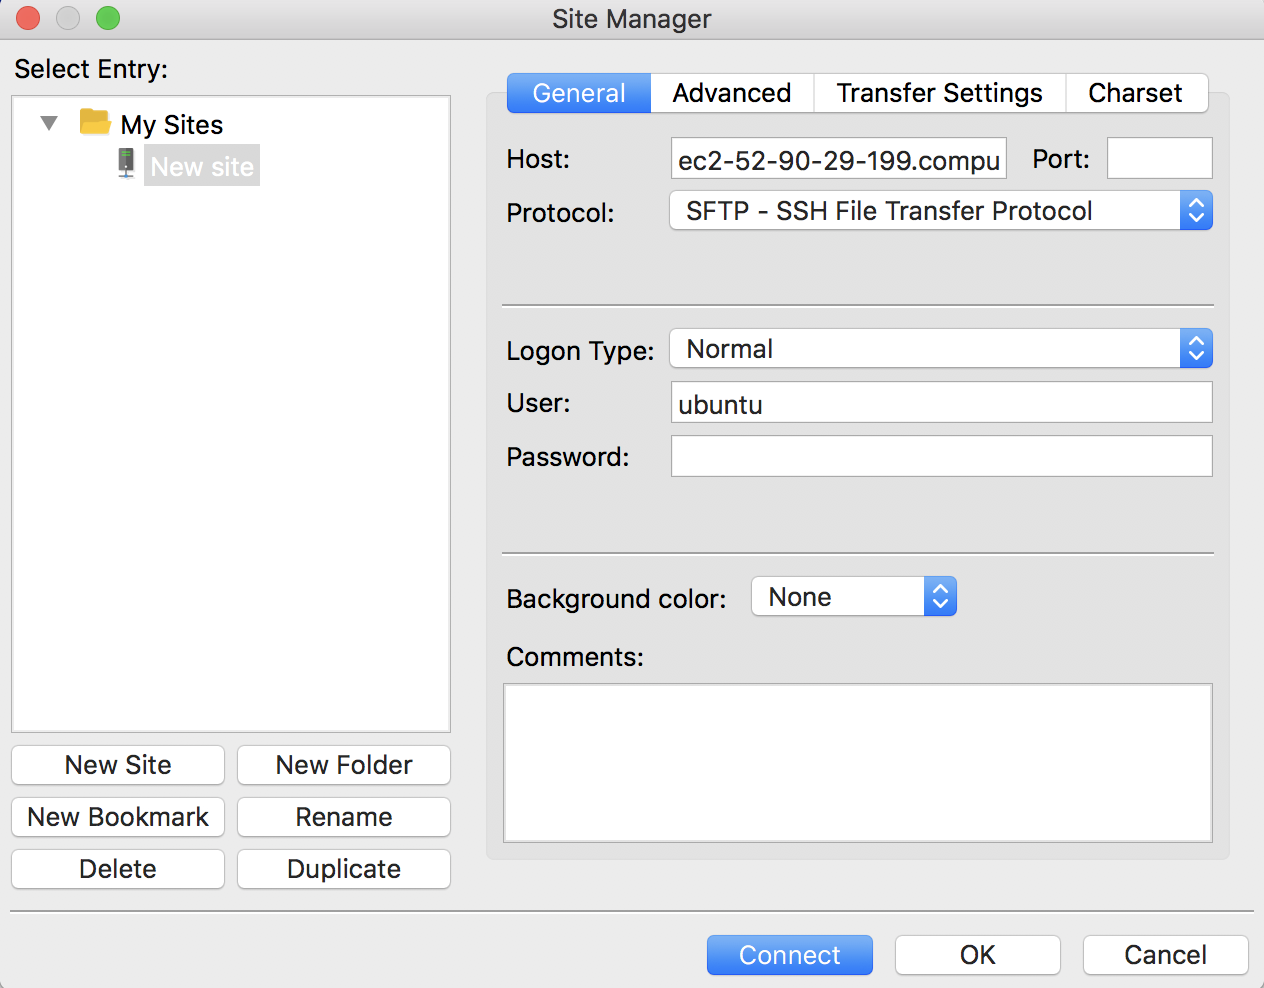 Site Manager
Select Entry:
My Sites
New site
New Site
New Folder
New Bookmark
Rename
Delete
Duplicate
General
Advanced
Transfer Settings
Charset
Host:
ec2-52-90-29-199.compu
Port:
Protocol:
SFTP - SSH File Transfer Protocol
Logon Type:
Normal
User:
ubuntu
Password:
Background color:
None
Comments:
Connect
OK
Cancel